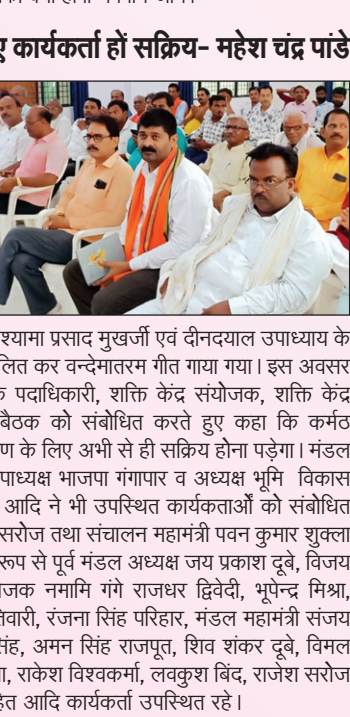 ए कार्यकर्ता हों सक्रिय- महेश चंद्र पांडे
श्यामा प्रसाद मुखर्जी एवं दीनदयाल उपाध्याय के
लित कर वन्देमातरम गीत गाया गया। इस अवसर
पदाधिकारी, शक्ति केंद्र संयोजक, शक्ति केंद्र
बैठक को संबोधित करते हुए कहा कि कर्मठ
ण के लिए अभी से ही सक्रिय होना पड़ेगा। मंडल
पाध्यक्ष भाजपा गंगापार व अध्यक्ष भूमि विकास
आदि ने भी उपस्थित कार्यकताओं को संबोधित
सरोज तथा संचालन महामंत्री पवन कुमार शुक्ला
रूप से पूर्व मंडल अध्यक्ष जय प्रकाश दूबे, विजय
जक नमामि गंगे राजधर द्विवेदी, भूपेन्द्र मिश्रा,
तेवारी, रंजना सिंह परिहार, मंडल महामंत्री संजय
सिंह, अमन सिंह राजपूत, शिव शंकर दूबे, विमल
ा, राकेश विश्वकर्मा, लवकुश बिंद, राजेश सरोज
हेत आदि कार्यकर्ता उपस्थित रहे।